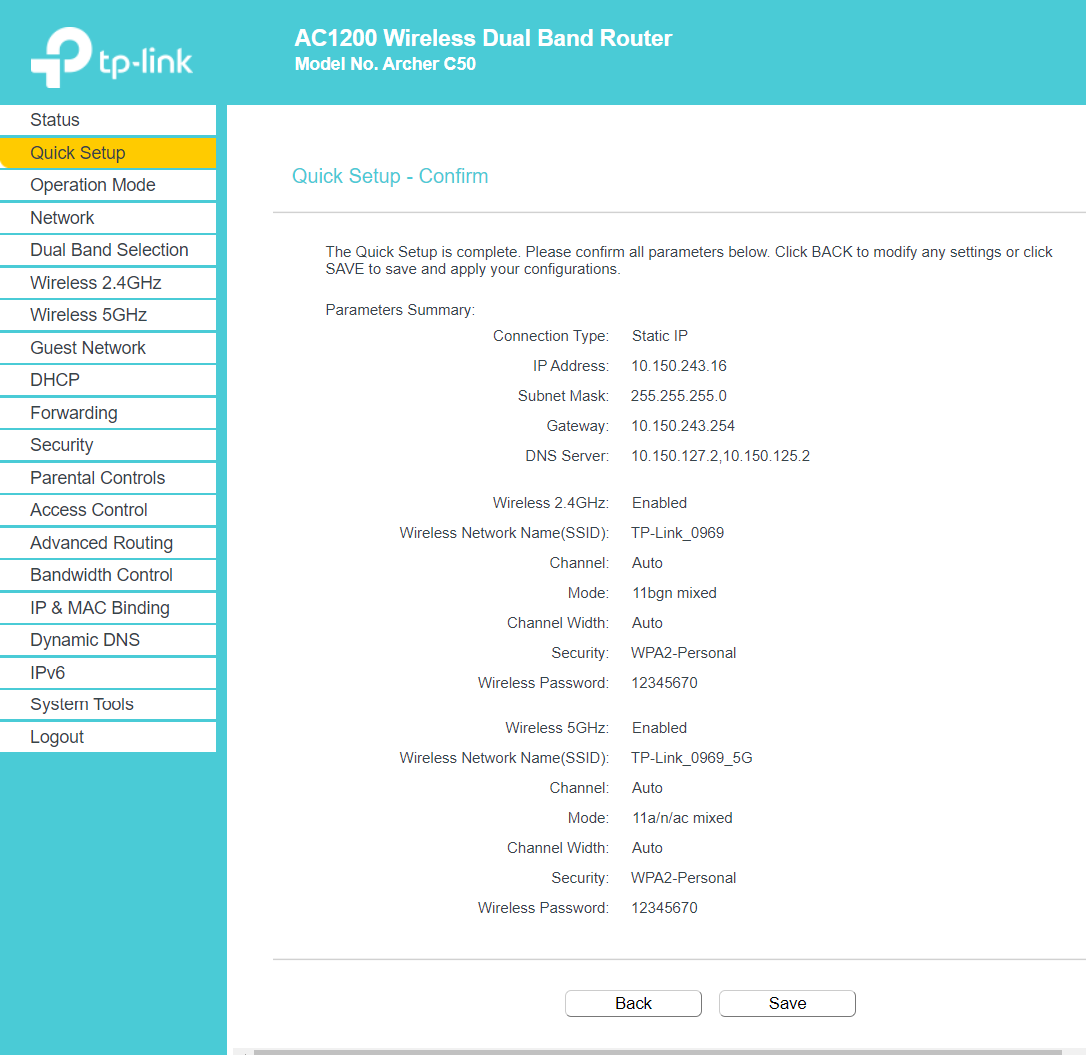 tp-link
AC1200 Wireless Dual Band Router
Model No. Archer C50
Status
Quick Setup
Operation Mode
Network
Dual Band Selection
Wireless 2.4GHz
Wireless 5GHz
Guest Network
DHCP
Forwarding
Security
Parental Controls
Access Control
Advanced Routing
Bandwidth Control
IP & MAC Binding
Dynamic DNS
IPv6
System Tools
Logout
Quick Setup - Confirm
The Quick Setup is complete. Please confirm all parameters below. Click BACK to modify any settings or click
SAVE to save and apply your configurations.
Parameters Summary:
Connection Type: Static IP
IP Address: 10.150.243.16
Subnet Mask: 255.255.255.0
Gateway: 10.150.243.254
DNS Server: 10.150.127.2,10.150.125.2
Wireless 2.4GHz: Enabled
Wireless Network Name(SSID): TP-Link_0969
Channel: Auto
Mode: 11bgn mixed
Channel Width: Auto
Security: WPA2-Personal
Wireless Password: 12345670
Wireless 5GHz: Enabled
Wireless Network Name(SSID): TP-Link_0969_5G
Channel: Auto
Mode: 11a/n/ac mixed
Channel Width: Auto
Security: WPA2-Personal
Wireless Password: 12345670
Back Save